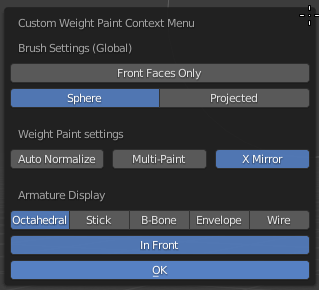 Custom Weight Paint Context Menu
Brush Settings (Global)
Front Faces Only
Sphere Projected
Weight Paint settings
Auto Normalize Multi-Paint X Mirror
Armature Display
Octahedral Stick B-Bone Envelope Wire
In Front
OK